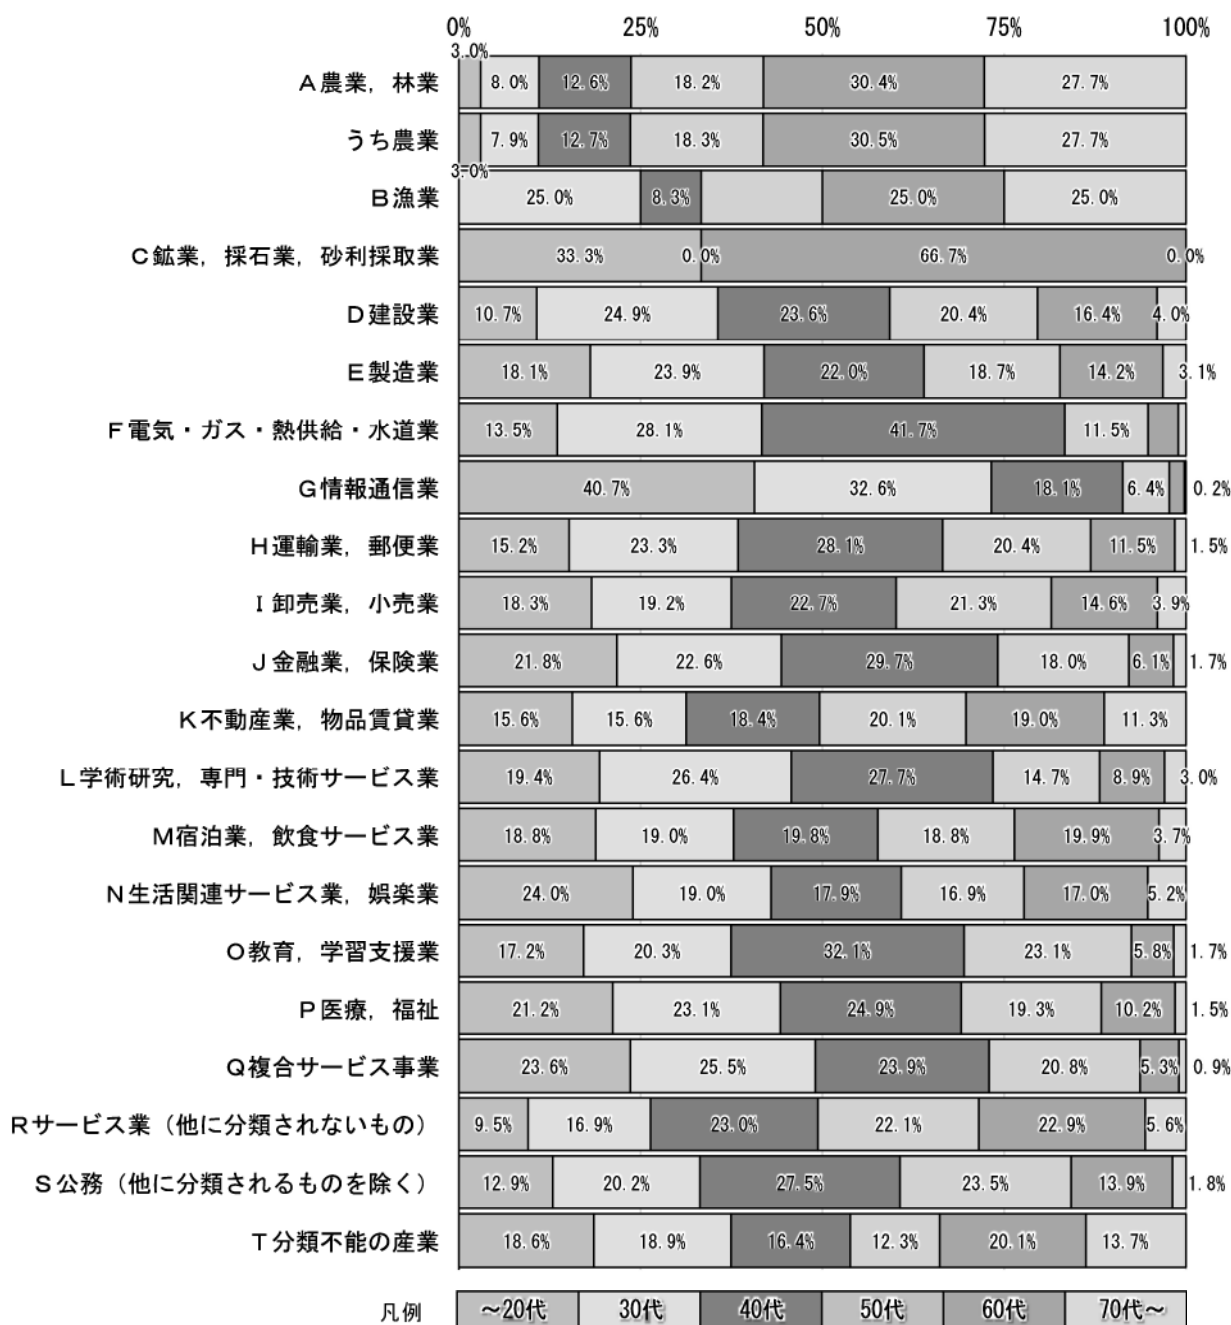 0% 25% 50% 75% 100%
3.0%
A農業，林業 8.0% 12.6% 18.2% 30.4% 27.7%
うち農業 7.9% 12.7% 18.3% 30.5% 27.7%
3.0%
B漁業 25.0% 8.3% 25.0% 25.0%
C鉱業，採石業，砂利採取業 33.3% 0.0% 66.7% 0.0%
D建設業 10.7% 24.9% 23.6% 20.4% 16.4% 4.0%
E製造業 18.1% 23.9% 22.0% 18.7% 14.2% 3.1%
F電気・ガス・熱供給・水道業 13.5% 28.1% 41.7% 11.5%
G情報通信業 40.7% 32.6% 18.1% 6.4% 0.2%
H運輸業，郵便業 15.2% 23.3% 28.1% 20.4% 11.5% 1.5%
I卸売業，小売業 18.3% 19.2% 22.7% 21.3% 14.6% 3.9%
J金融業，保険業 21.8% 22.6% 29.7% 18.0% 6.1% 1.7%
K不動産業，物品賃貸業 15.6% 15.6% 18.4% 20.1% 19.0% 11.3%
L学術研究，専門・技術サービス業 19.4% 26.4% 27.7% 14.7% 8.9% 3.0%
M宿泊業，飲食サービス業 18.8% 19.0% 19.8% 18.8% 19.9% 3.7%
N生活関連サービス業，娯楽業 24.0% 19.0% 17.9% 16.9% 17.0% 5.2%
O教育，学習支援業 17.2% 20.3% 32.1% 23.1% 5.8% 1.7%
P医療，福祉 21.2% 23.1% 24.9% 19.3% 10.2% 1.5%
Q複合サービス事業 23.6% 25.5% 23.9% 20.8% 5.3% 0.9%
Rサービス業（他に分類されないもの） 9.5% 16.9% 23.0% 22.1% 22.9% 5.6%
S公務（他に分類されるものを除く） 12.9% 20.2% 27.5% 23.5% 13.9% 1.8%
T分類不能の産業 18.6% 18.9% 16.4% 12.3% 20.1% 13.7%
凡例 ～20代 30代 40代 50代 60代 70代～